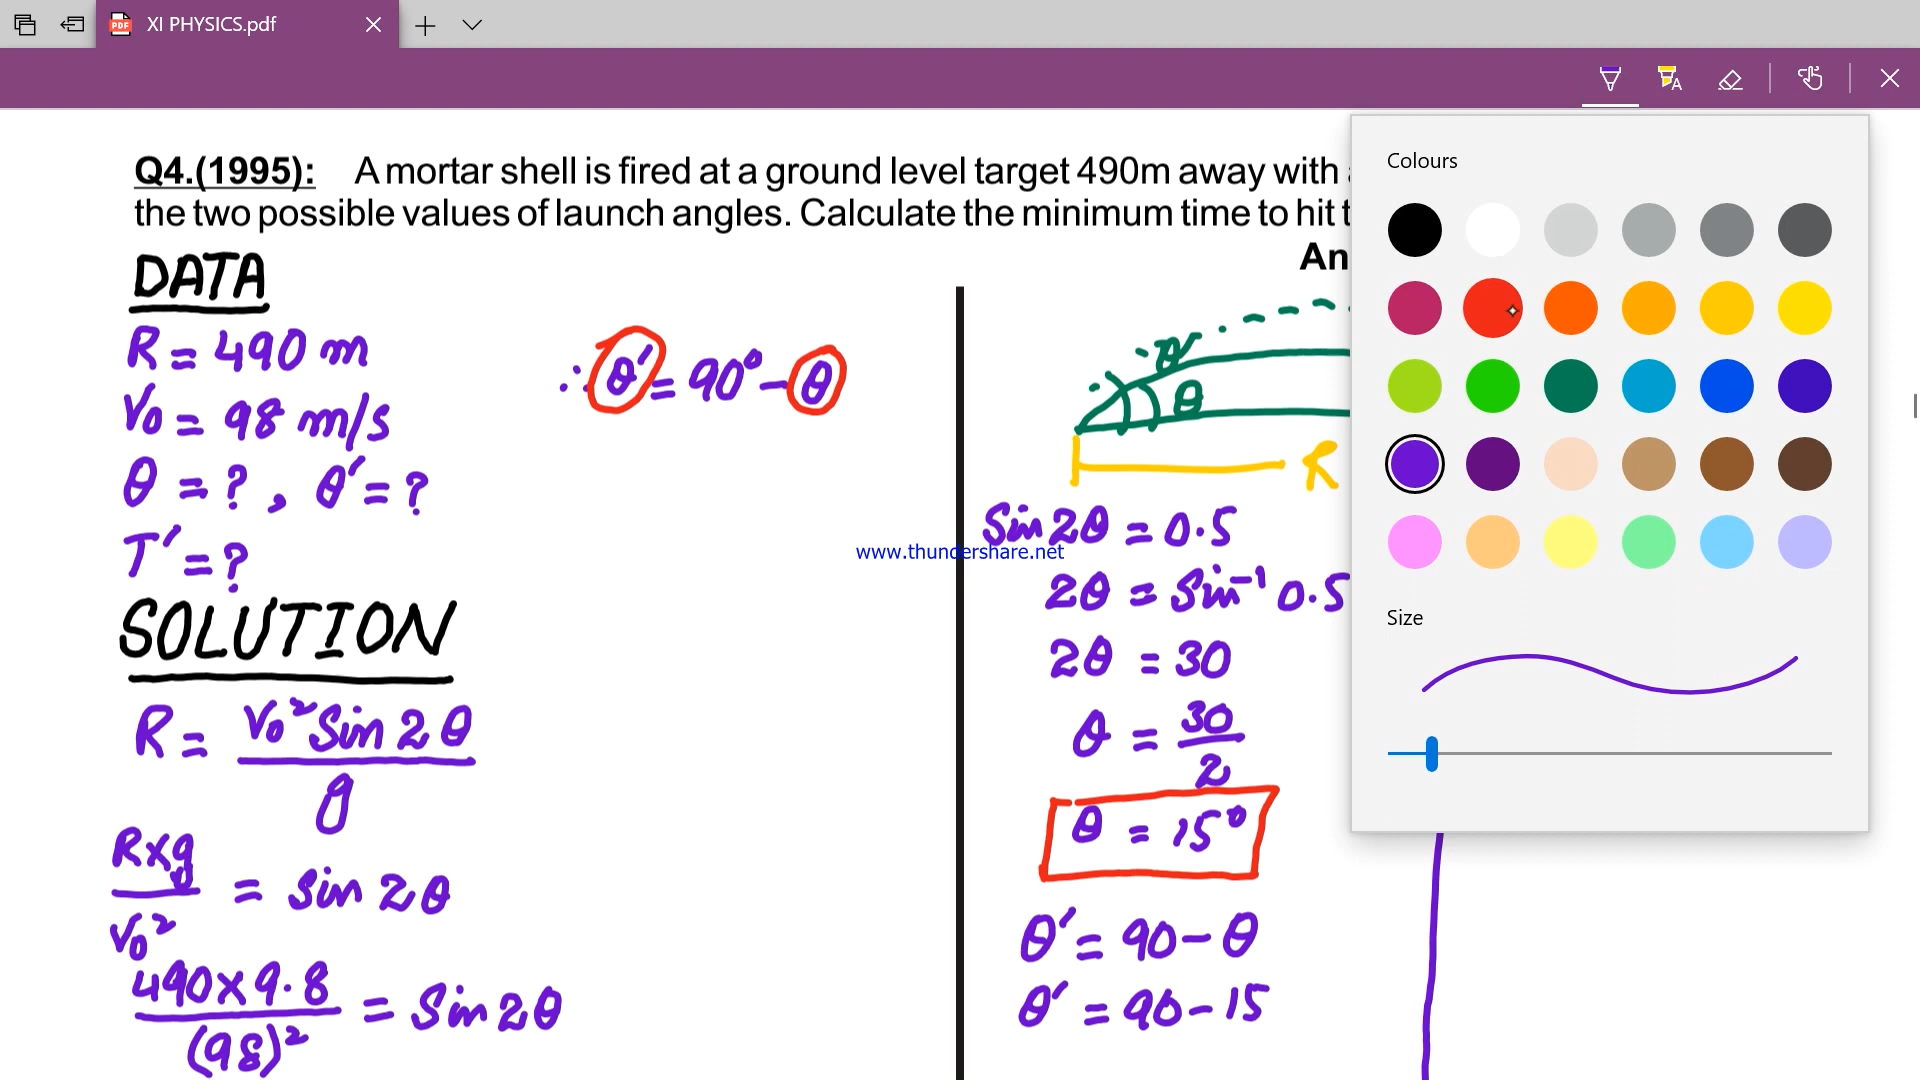 XI PHYSICS.pdf
Q4.(1995): A mortar shell is fired at a ground level target 490m away with
the two possible values of launch angles. Calculate the minimum time to hit t
An
DATA
R = 490 m
V₀ = 98 m/s
θ = ? , θ' = ?
T' = ?
SOLUTION
R = V₀² Sin 2θ / g
R×g / V₀² = Sin 2θ
490×9.8 / (98)² = Sin 2θ
∴ θ' = 90° - θ
θ'
θ
R
www.thundershare.net
Sin 2θ = 0.5
2θ = Sin⁻¹ 0.5
2θ = 30
θ = 30 / 2
θ = 15°
θ' = 90 - θ
θ' = 90 - 15
Colours
Size